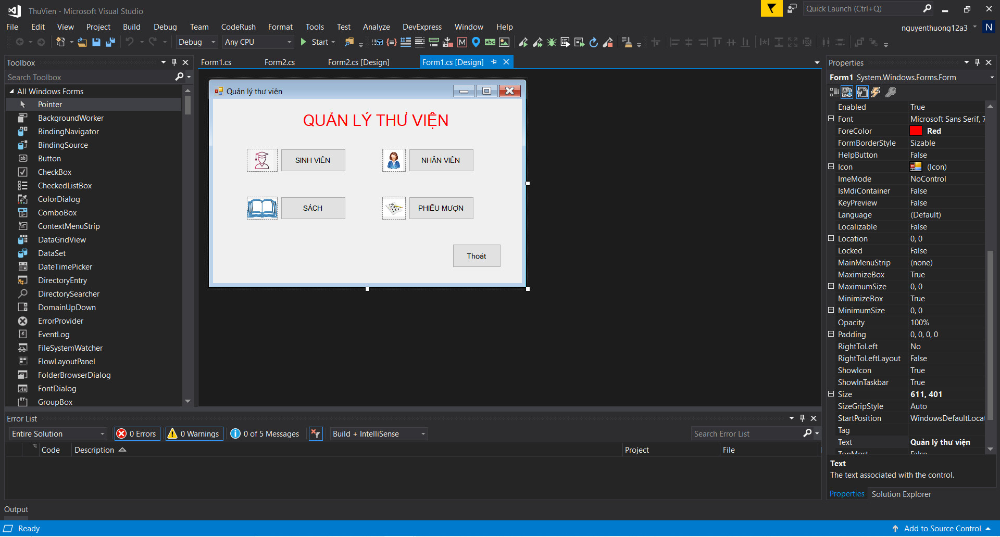 ThuVien - Microsoft Visual Studio
Quick Launch (Ctrl+Q)
File Edit View Project Build Debug Team CodeRush Format Tools Test Analyze DevExpress Window Help
nguyenthuong12a3 N
Debug Any CPU Start
Toolbox
Search Toolbox
All Windows Forms
Pointer
BackgroundWorker
BindingNavigator
BindingSource
Button
CheckBox
CheckedListBox
ColorDialog
ComboBox
ContextMenuStrip
DataGridView
DataSet
DateTimePicker
DirectoryEntry
DirectorySearcher
DomainUpDown
ErrorProvider
EventLog
FileSystemWatcher
FlowLayoutPanel
FolderBrowserDialog
FontDialog
GroupBox
Form1.cs Form2.cs Form2.cs [Design] Form1.cs [Design]
Quản lý thư viện
QUẢN LÝ THƯ VIỆN
SINH VIÊN NHÂN VIÊN
SÁCH PHIẾU MƯỢN
Thoát
Properties
Form1 System.Windows.Forms.Form
Enabled True
Font Microsoft Sans Serif, 7
ForeColor Red
FormBorderStyle Sizable
HelpButton False
Icon (Icon)
ImeMode NoControl
IsMdiContainer False
KeyPreview False
Language (Default)
Localizable False
Location 0, 0
Locked False
MainMenuStrip (none)
MaximizeBox True
MaximumSize 0, 0
MinimizeBox True
MinimumSize 0, 0
Opacity 100%
Padding 0, 0, 0, 0
RightToLeft No
RightToLeftLayout False
ShowIcon True
ShowInTaskbar True
Size 611, 401
SizeGripStyle Auto
StartPosition WindowsDefaultLocat
Tag
Text Quản lý thư viện
TopMost False
Text
The text associated with the control.
Properties Solution Explorer
Error List
Entire Solution 0 Errors 0 Warnings 0 of 5 Messages Build + IntelliSense Search Error List
Code Description Project File
Output
Ready Add to Source Control